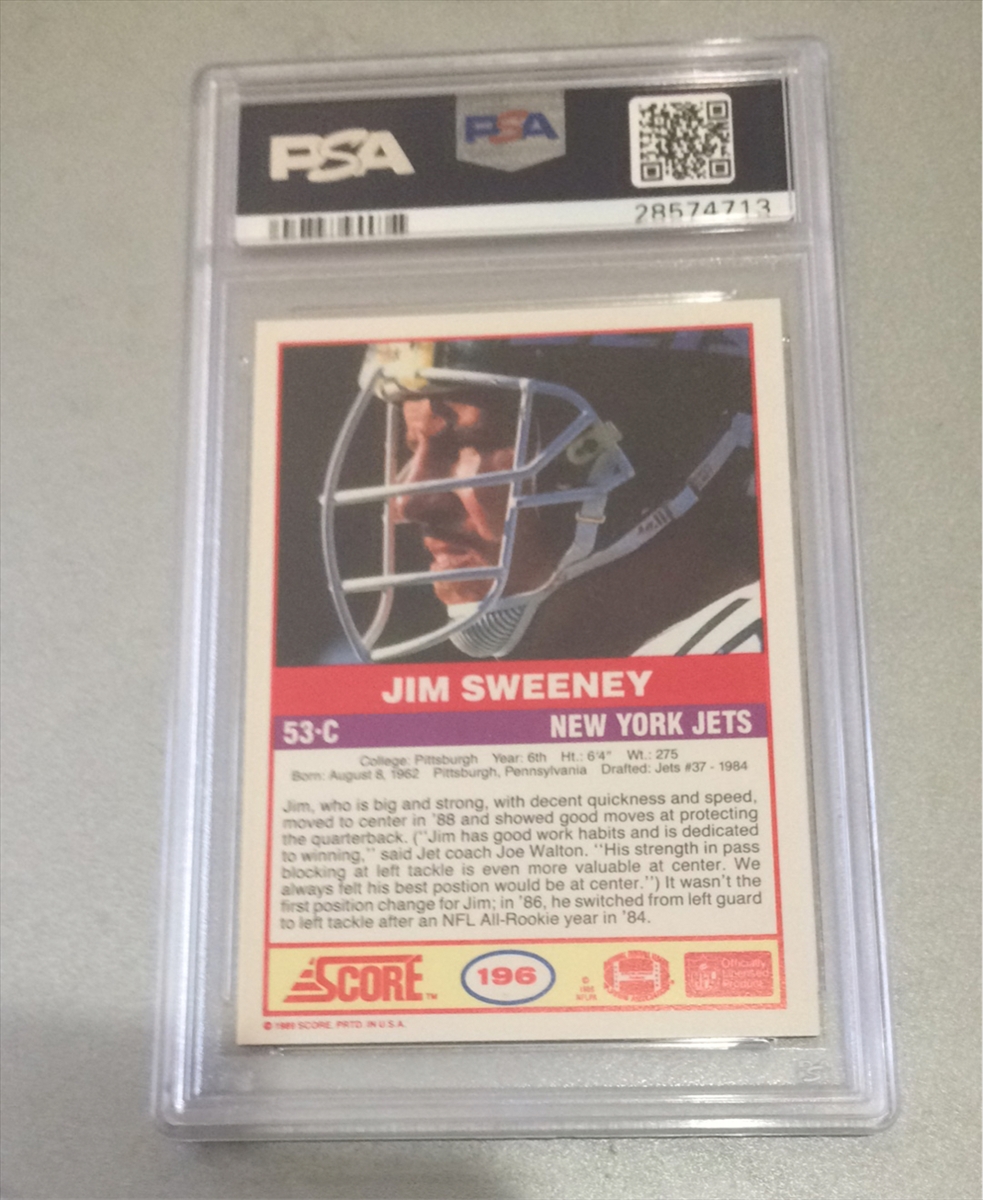 PSA
PSA
28574713
JIM SWEENEY
53-C NEW YORK JETS
College: Pittsburgh Year: 6th Ht.: 6'4" Wt.: 275
Born: August 8, 1962 Pittsburgh, Pennsylvania Drafted: Jets #37 - 1984
Jim, who is big and strong, with decent quickness and speed,
moved to center in '88 and showed good moves at protecting
the quarterback. ("Jim has good work habits and is dedicated
to winning," said Jet coach Joe Walton. "His strength in pass
blocking at left tackle is even more valuable at center. We
always felt his best postion would be at center.") It wasn't the
first position change for Jim; in '86, he switched from left guard
to left tackle after an NFL All-Rookie year in '84.
SCORE™ 196
Officially
Licensed
Product
© 1989 SCORE, PRTD. IN U.S.A.